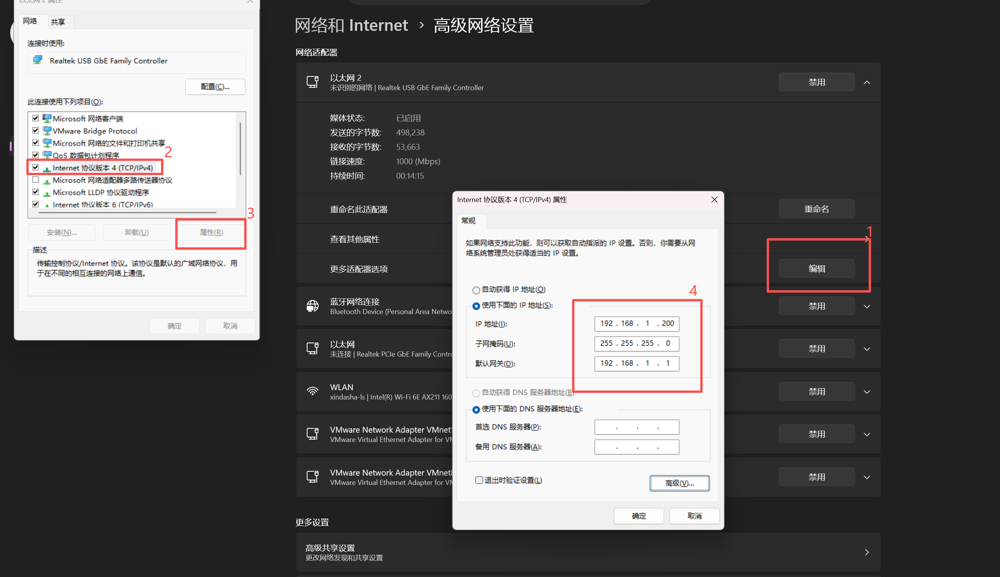 以太网 2 属性
网络
共享
连接时使用:
Realtek USB GbE Family Controller
配置(C)...
此连接使用下列项目(O):
Microsoft 网络客户端
VMware Bridge Protocol
Microsoft 网络的文件和打印机共享
QoS 数据包计划程序
2
Internet 协议版本 4 (TCP/IPv4)
Microsoft 网络适配器多路传送器协议
Microsoft LLDP 协议驱动程序
Internet 协议版本 6 (TCP/IPv6)
3
安装(N)...
卸载(U)
属性(R)
描述
传输控制协议/Internet 协议。该协议是默认的广域网络协议，用
于在不同的相互连接的网络上通信。
确定
取消
网络和 Internet › 高级网络设置
网络适配器
以太网 2
未识别的网络 | Realtek USB GbE Family Controller
禁用
媒体状态: 已启用
发送的字节数: 498,238
接收的字节数: 53,663
链接速度: 1000 (Mbps)
持续时间: 00:14:15
重命名此适配器
重命名
查看其他属性
1
更多适配器选项
编辑
蓝牙网络连接
Bluetooth Device (Personal Area Netwo
禁用
以太网
未连接 | Realtek PCIe GbE Family Contr
禁用
WLAN
xindasha-ls | Intel(R) Wi-Fi 6E AX211 160
禁用
VMware Network Adapter VMnet1
VMware Virtual Ethernet Adapter for VM
禁用
VMware Network Adapter VMnet8
VMware Virtual Ethernet Adapter for VM
禁用
更多设置
高级共享设置
更改网络发现和共享设置
Internet 协议版本 4 (TCP/IPv4) 属性
常规
如果网络支持此功能，则可以获取自动指派的 IP 设置。否则，你需要从网
络系统管理员处获得适当的 IP 设置。
自动获得 IP 地址(O)
4
使用下面的 IP 地址(S):
IP 地址(I): 192 . 168 . 1 . 200
子网掩码(U): 255 . 255 . 255 . 0
默认网关(D): 192 . 168 . 1 . 1
自动获得 DNS 服务器地址(B)
使用下面的 DNS 服务器地址(E):
首选 DNS 服务器(P): . . .
备用 DNS 服务器(A): . . .
退出时验证设置(L)
高级(V)...
确定
取消